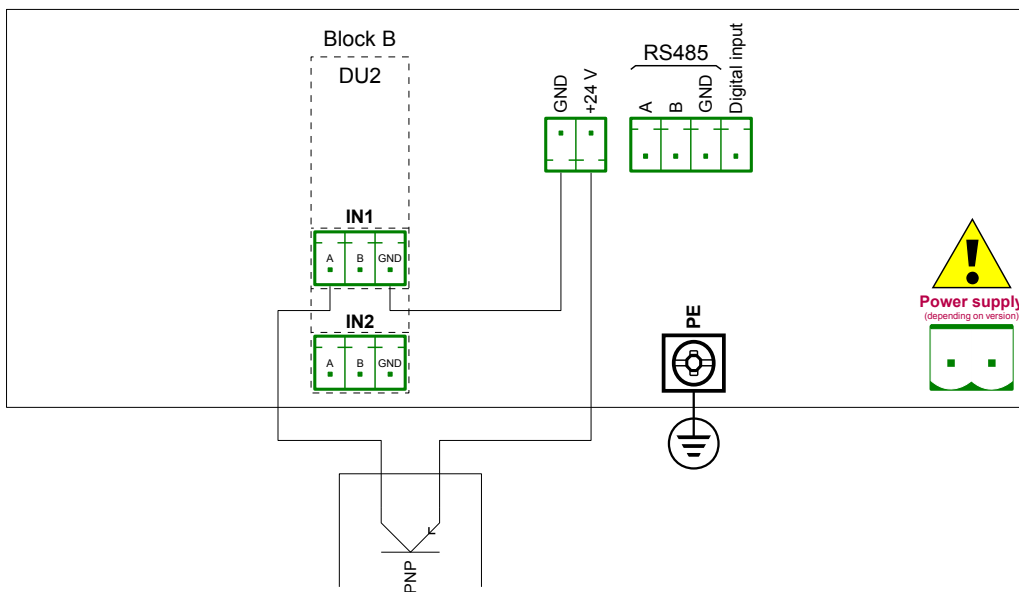 Block B
DU2
IN1
A B GND
IN2
A B GND
GND
+24 V
RS485
A
B
GND
Digital input
PE
Power supply
(depending on version)
PNP